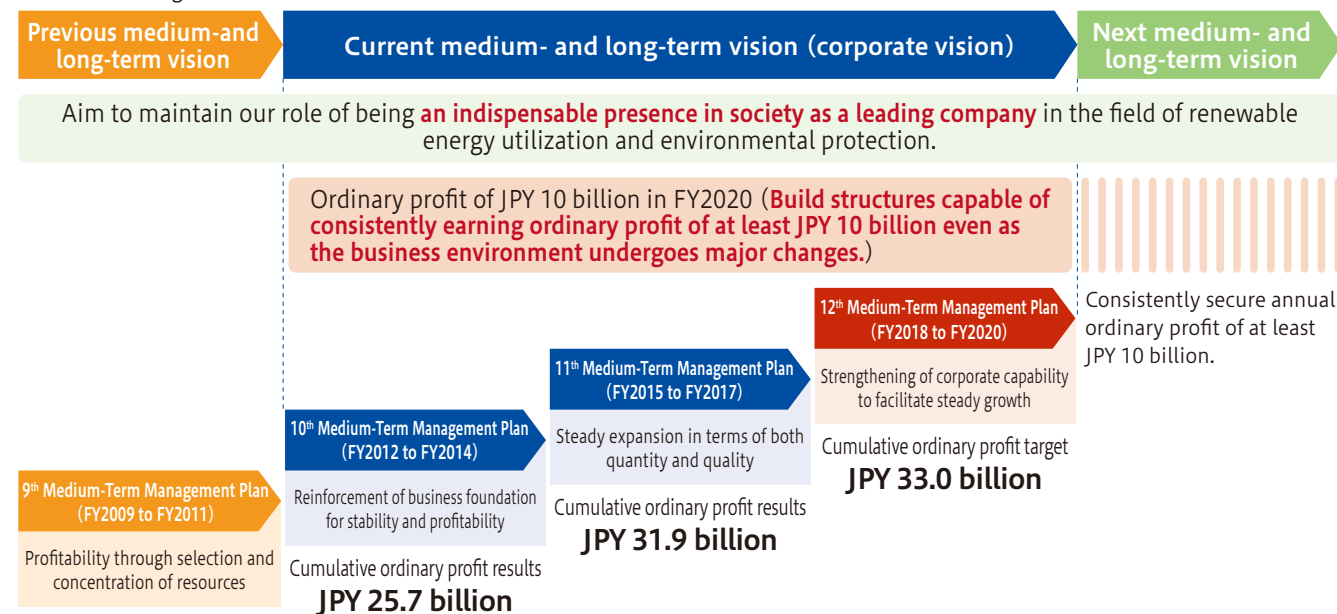 Previous medium-and
long-term vision
Current medium- and long-term vision (corporate vision)
Next medium- and
long-term vision
Aim to maintain our role of being an indispensable presence in society as a leading company in the field of renewable
energy utilization and environmental protection.
Ordinary profit of JPY 10 billion in FY2020 (Build structures capable of
consistently earning ordinary profit of at least JPY 10 billion even as
the business environment undergoes major changes.)
Consistently secure annual
ordinary profit of at least
JPY 10 billion.
12th Medium-Term Management Plan
(FY2018 to FY2020)
Strengthening of corporate capability
to facilitate steady growth
Cumulative ordinary profit target
JPY 33.0 billion
11th Medium-Term Management Plan
(FY2015 to FY2017)
Steady expansion in terms of both
quantity and quality
Cumulative ordinary profit results
JPY 31.9 billion
10th Medium-Term Management Plan
(FY2012 to FY2014)
Reinforcement of business foundation
for stability and profitability
Cumulative ordinary profit results
JPY 25.7 billion
9th Medium-Term Management Plan
(FY2009 to FY2011)
Profitability through selection and
concentration of resources